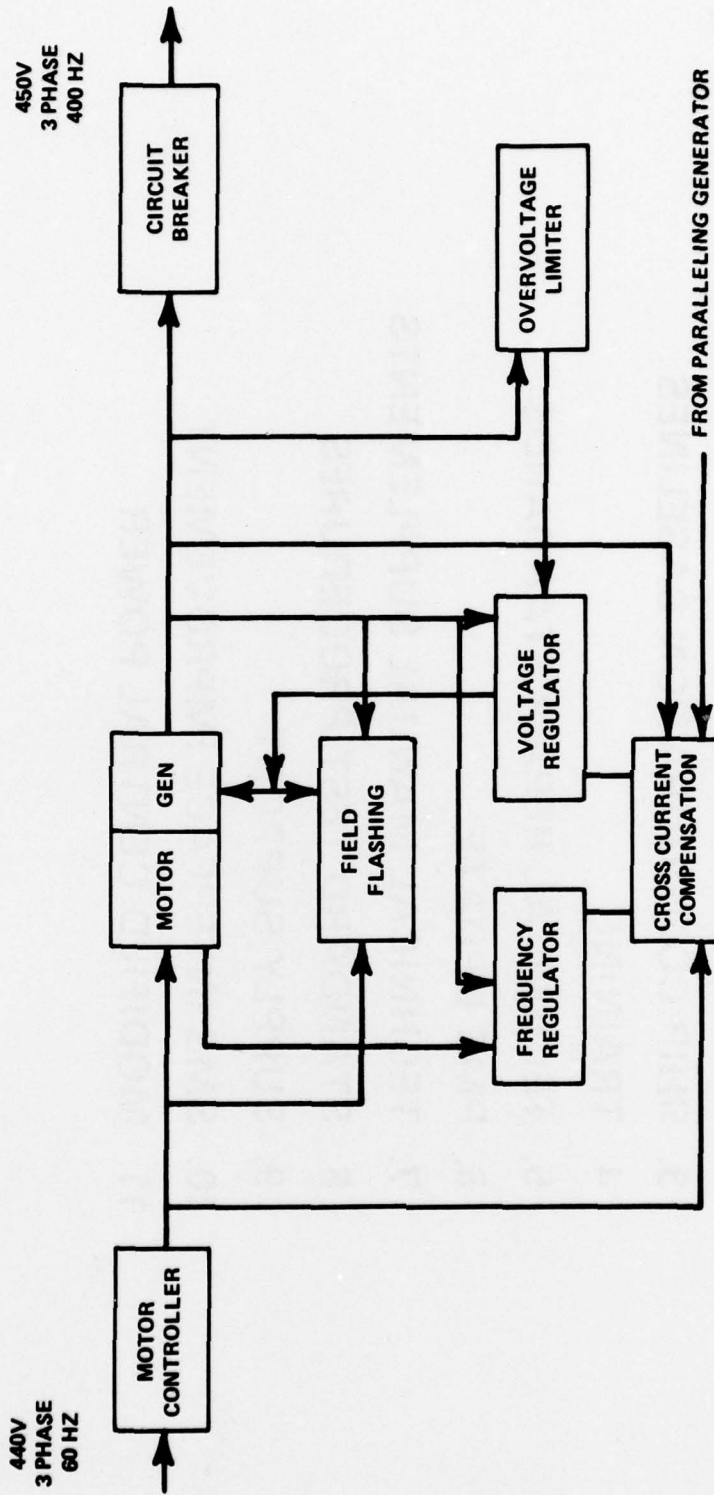 440V
3 PHASE
60 HZ
MOTOR
CONTROLLER
MOTOR
GEN
450V
3 PHASE
400 HZ
CIRCUIT
BREAKER
FIELD
FLASHING
OVERVOLTAGE
LIMITER
FREQUENCY
REGULATOR
VOLTAGE
REGULATOR
CROSS CURRENT
COMPENSATION
FROM PARALLELING GENERATOR